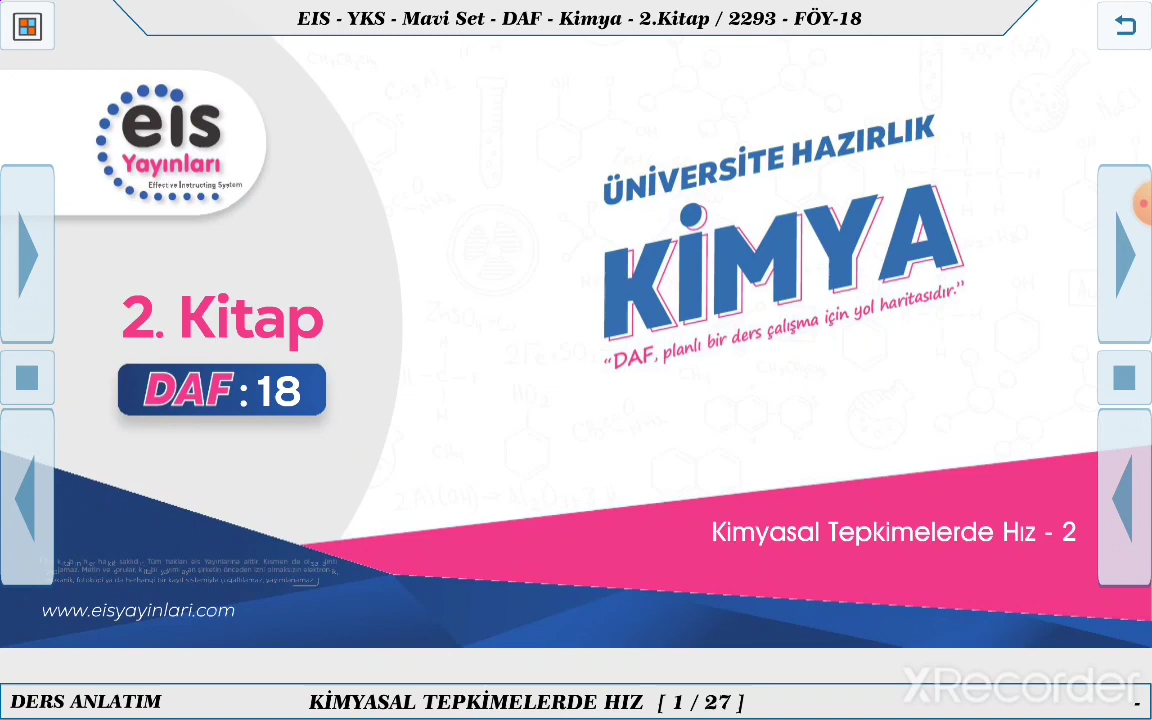 EIS - YKS - Mavi Set - DAF - Kimya - 2.Kitap / 2293 - FÖY-18
eis
Yayınları
Effective Instructing System
ÜNİVERSİTE HAZIRLIK
KİMYA
“DAF, planlı bir ders çalışma için yol haritasıdır.”
2. Kitap
DAF : 18
Kimyasal Tepkimelerde Hız - 2
www.eisyayinlari.com
XRecorder
DERS ANLATIM
KİMYASAL TEPKİMELERDE HIZ [ 1 / 27 ]
-